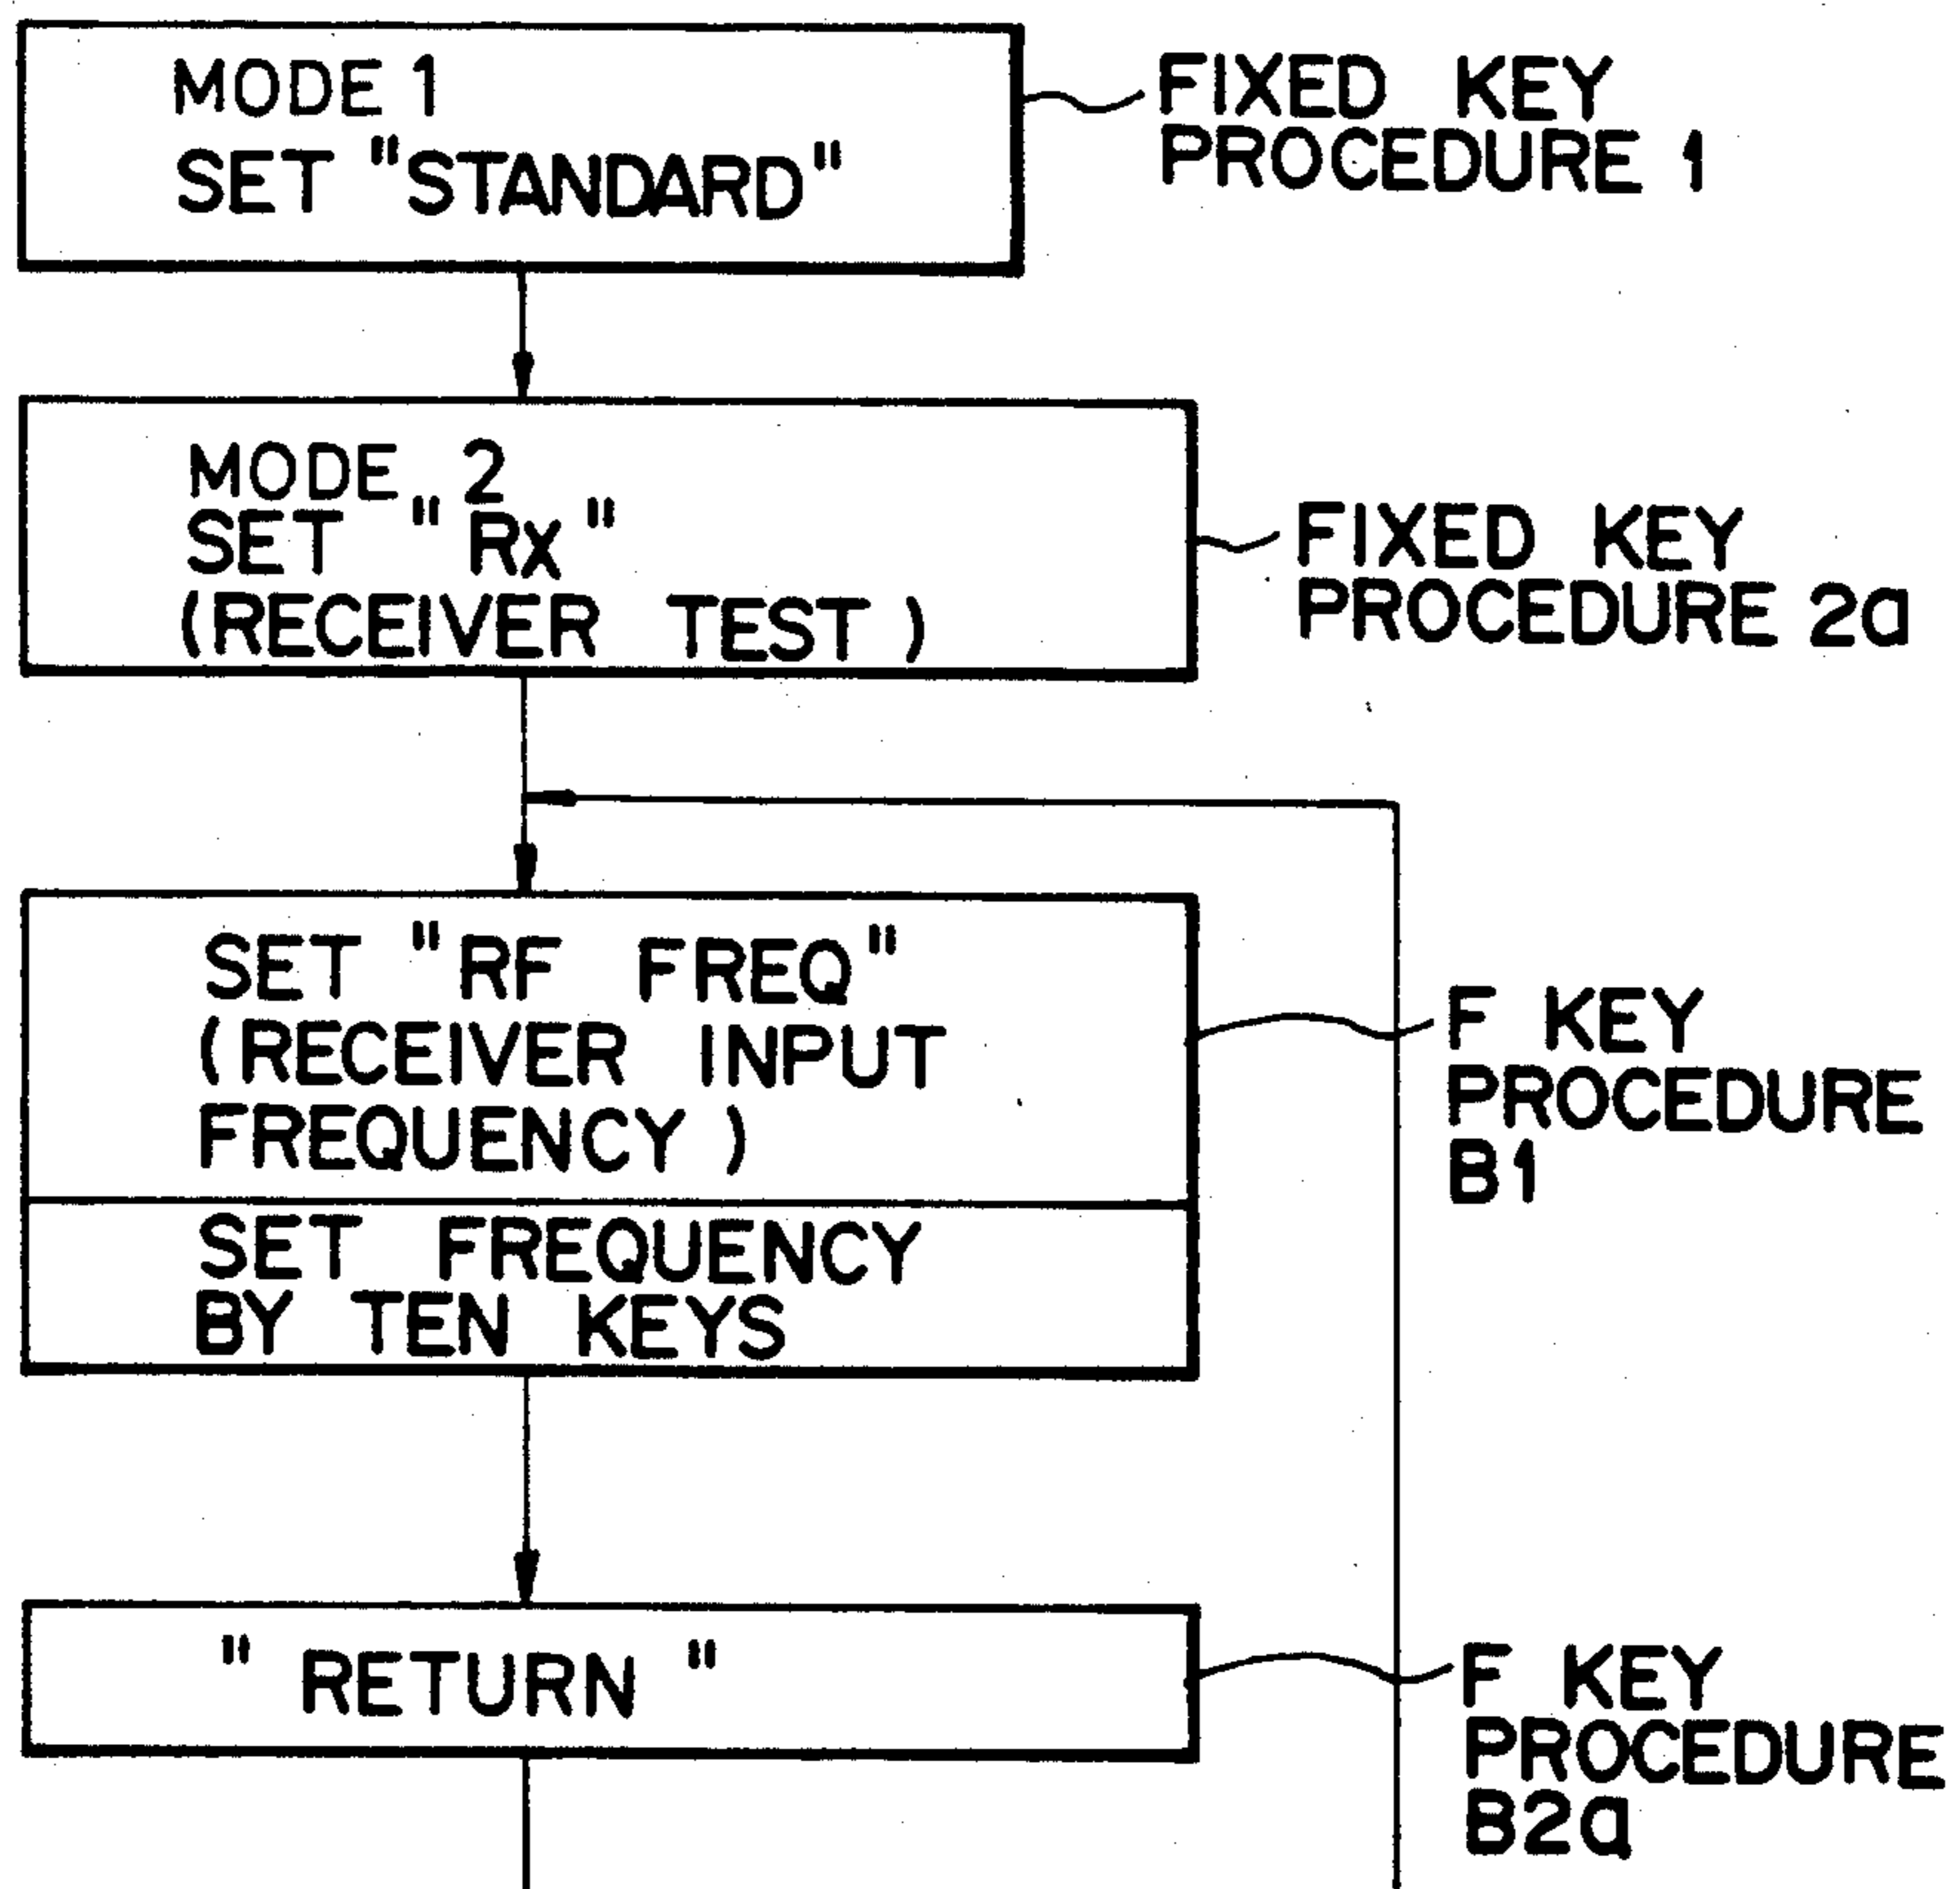 MODE 1
SET "STANDARD"
FIXED KEY
PROCEDURE 1
MODE 2
SET "RX"
(RECEIVER TEST)
FIXED KEY
PROCEDURE 2a
SET "RF FREQ"
(RECEIVER INPUT
FREQUENCY)
F KEY
PROCEDURE
B1
SET FREQUENCY
BY TEN KEYS
"RETURN"
F KEY
PROCEDURE
B2a